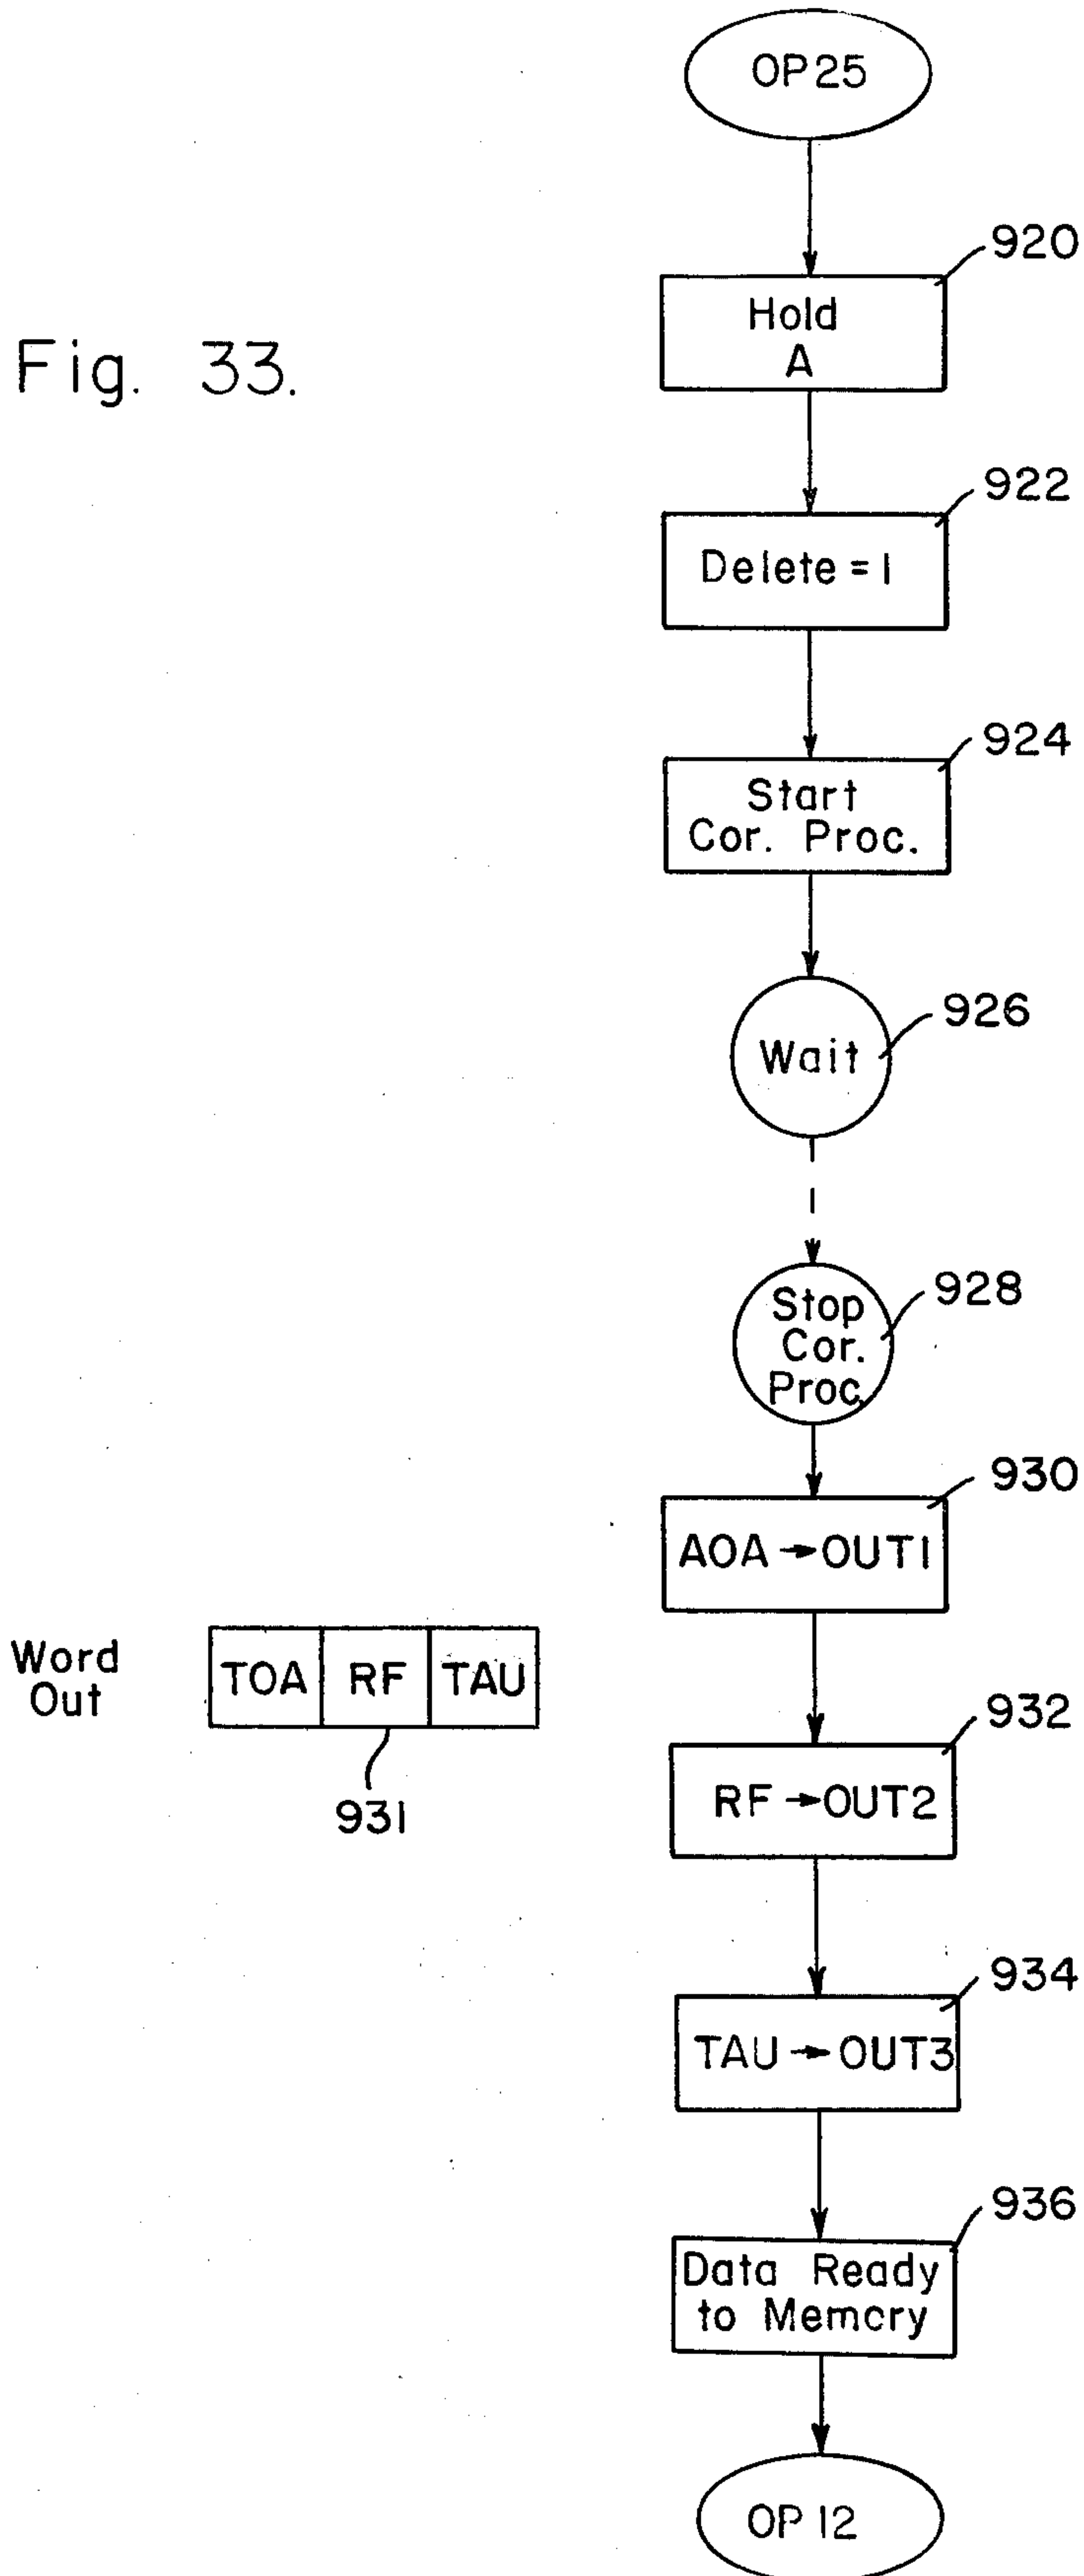 OP25
920
Hold
A
Fig. 33.
922
Delete = 1
924
Start
Cor. Proc.
926
Wait
928
Stop
Cor.
Proc.
930
AOA → OUT1
Word
Out
TOA RF TAU
931
932
RF → OUT2
934
TAU → OUT3
936
Data Ready
to Memory
OP12